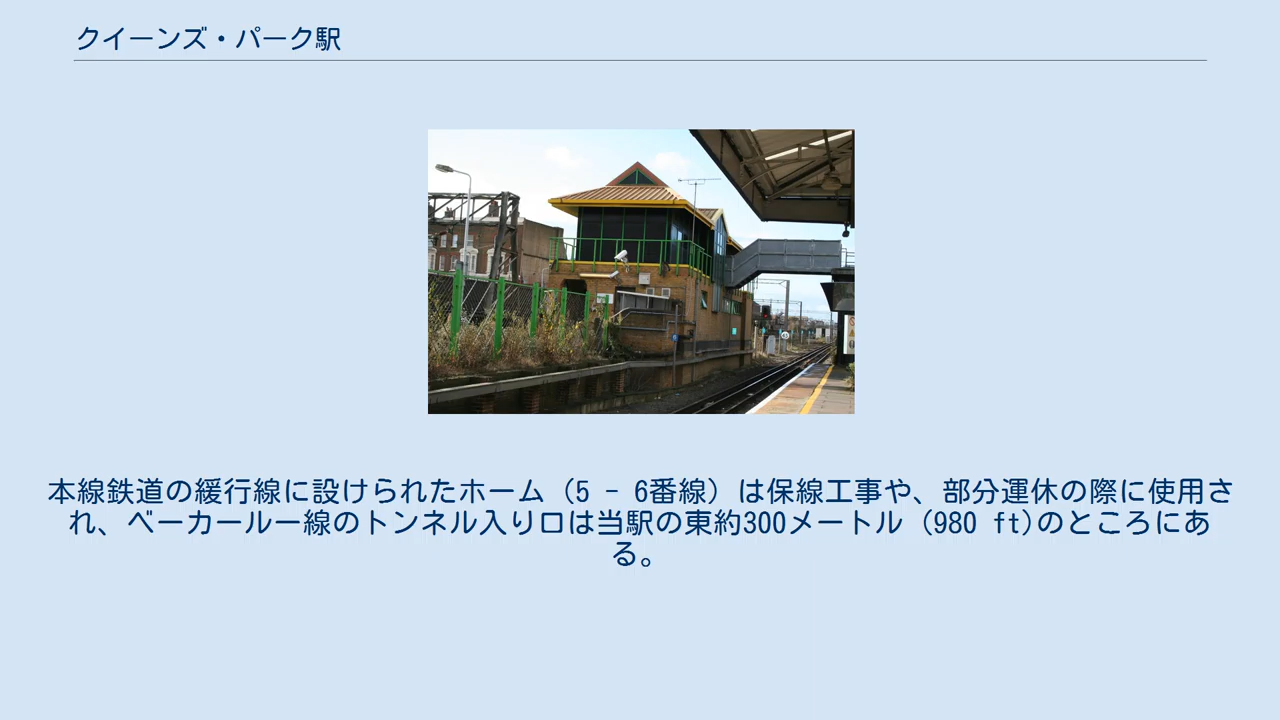 クイーンズ・パーク駅
本線鉄道の緩行線に設けられたホーム (5 - 6番線) は保線工事や、部分運休の際に使用さ
れ、ベーカールー線のトンネル入り口は当駅の東約300メートル (980 ft)のところにあ
る。